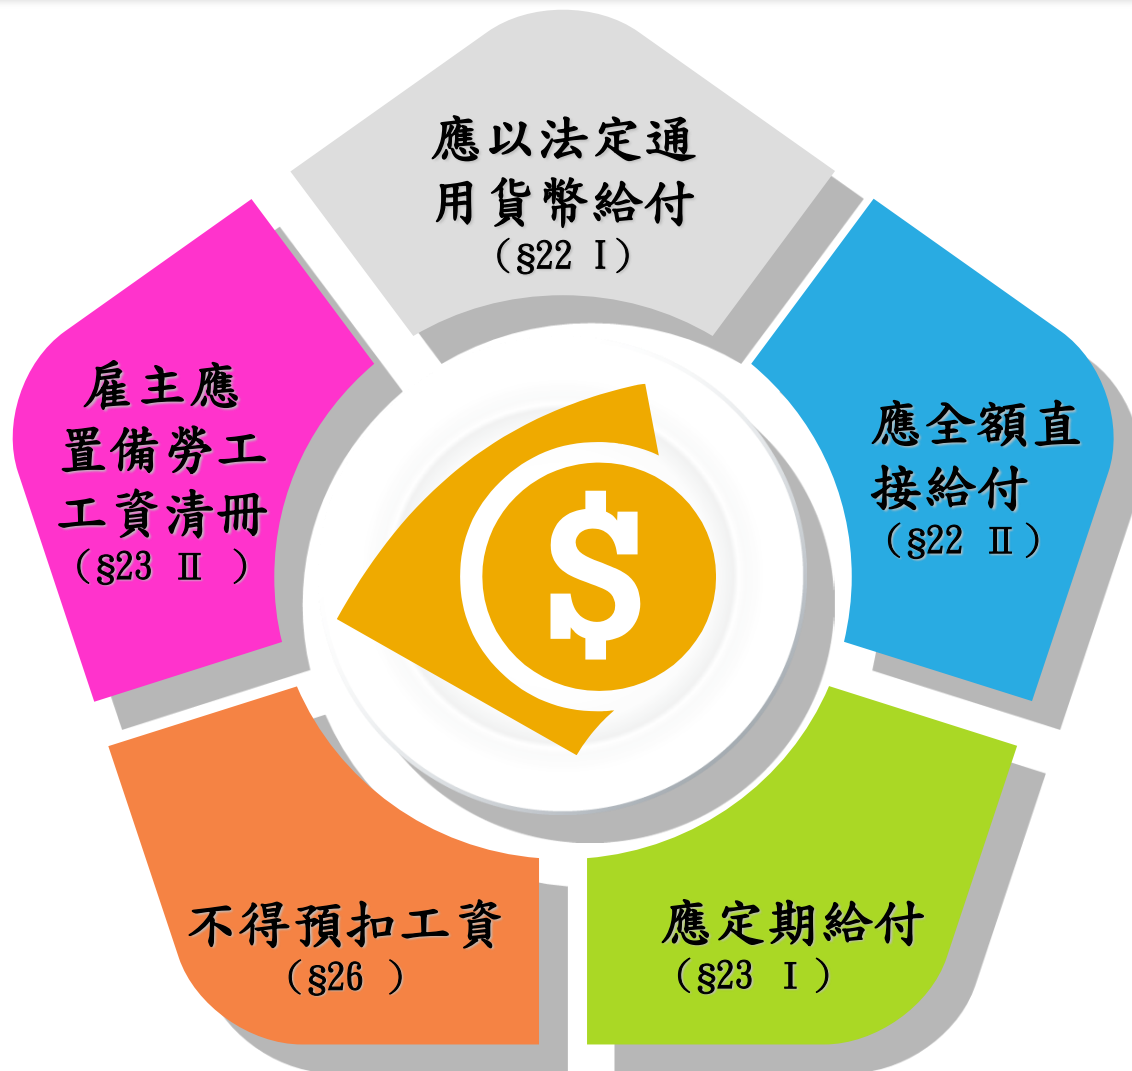 應以法定通
用貨幣給付
（§22 I）
應全額直
接給付
（§22 Ⅱ）
應定期給付
（§23 Ⅰ）
不得預扣工資
（§26 ）
雇主應
置備勞工
工資清冊
（§23 Ⅱ ）
$